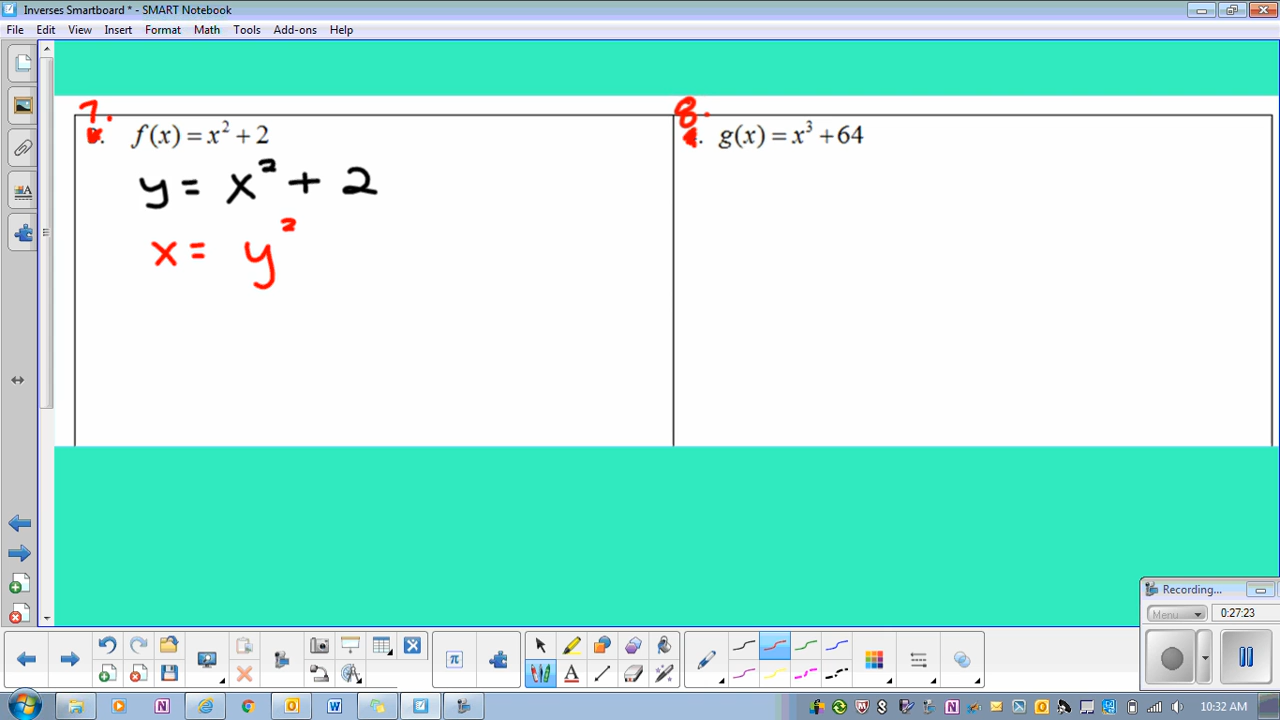 Inverses Smartboard * - SMART Notebook
File Edit View Insert Format Math Tools Add-ons Help
7. 8.
f(x) = x² + 2
g(x) = x³ + 64
y = x² + 2
x = y²
Recording...
Menu
0:27:23
π
A
10:32 AM